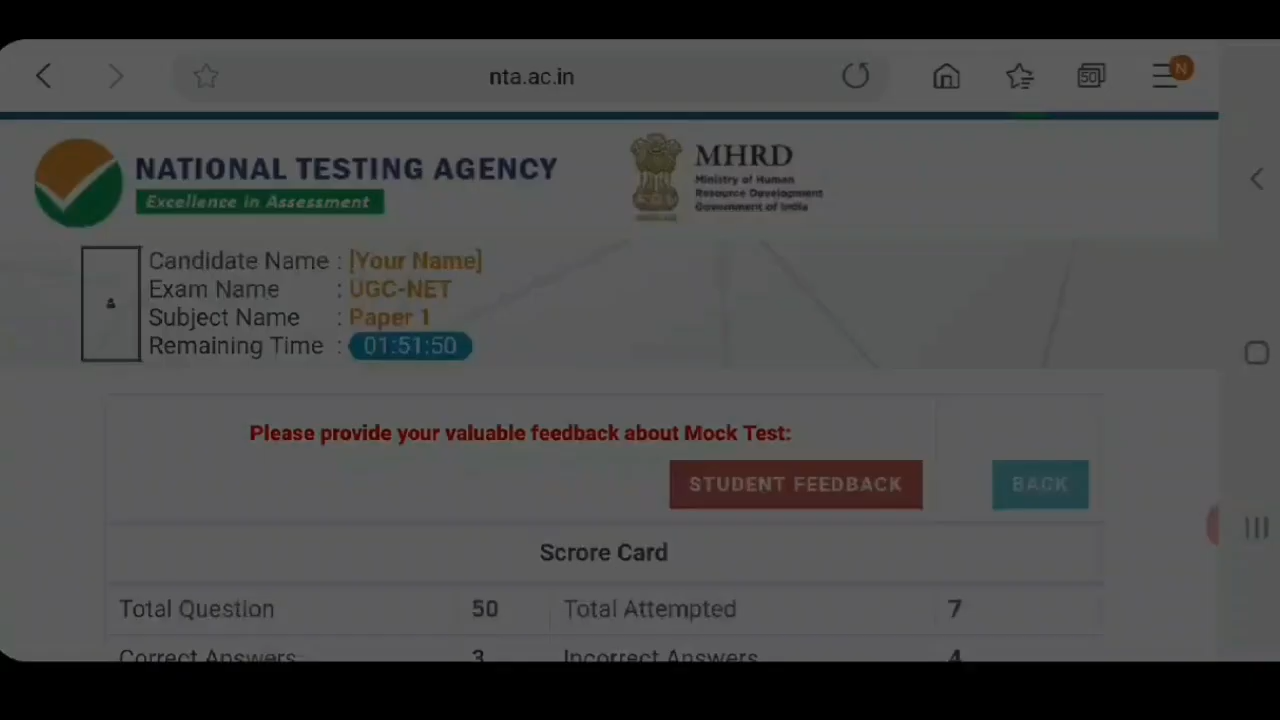 nta.ac.in
50
N
NATIONAL TESTING AGENCY
Excellence in Assessment
MHRD
Ministry of Human
Resource Development
Government of India
Candidate Name : [Your Name]
Exam Name : UGC-NET
Subject Name : Paper 1
Remaining Time : 01:51:50
Please provide your valuable feedback about Mock Test:
STUDENT FEEDBACK
BACK
Scrore Card
Total Question 50 Total Attempted 7
Correct Answers 3 Incorrect Answers 4